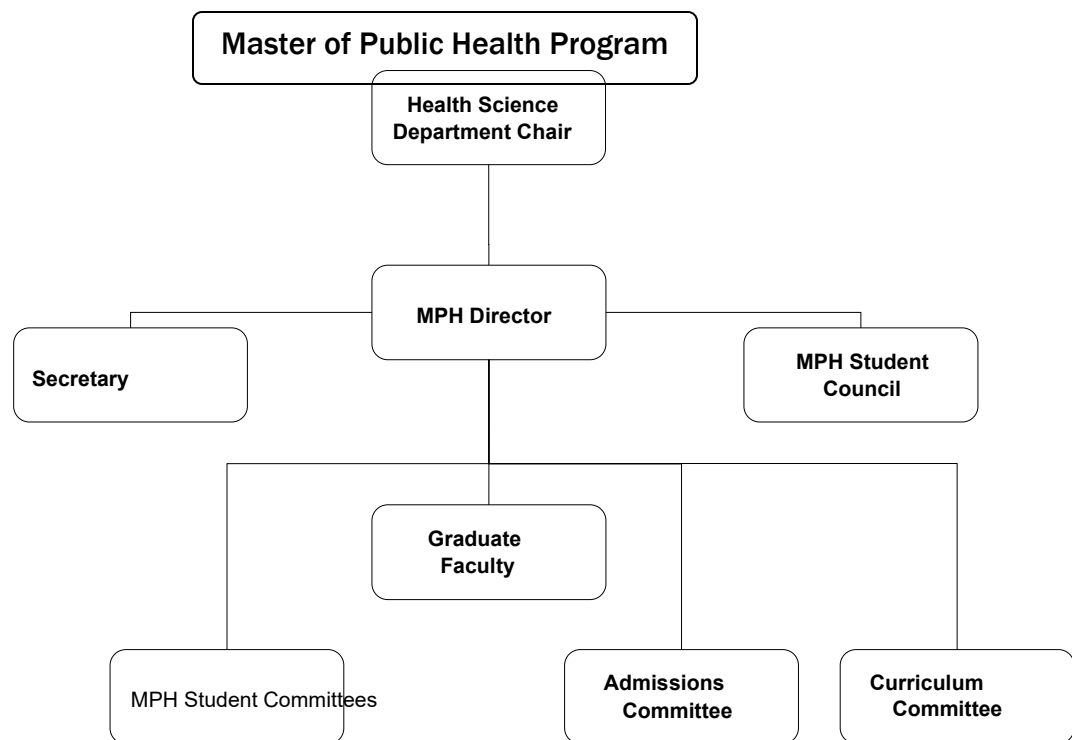 Master of Public Health Program
Health Science
Department Chair
MPH Director
Secretary
MPH Student
Council
Graduate
Faculty
MPH Student Committees
Admissions
Committee
Curriculum
Committee